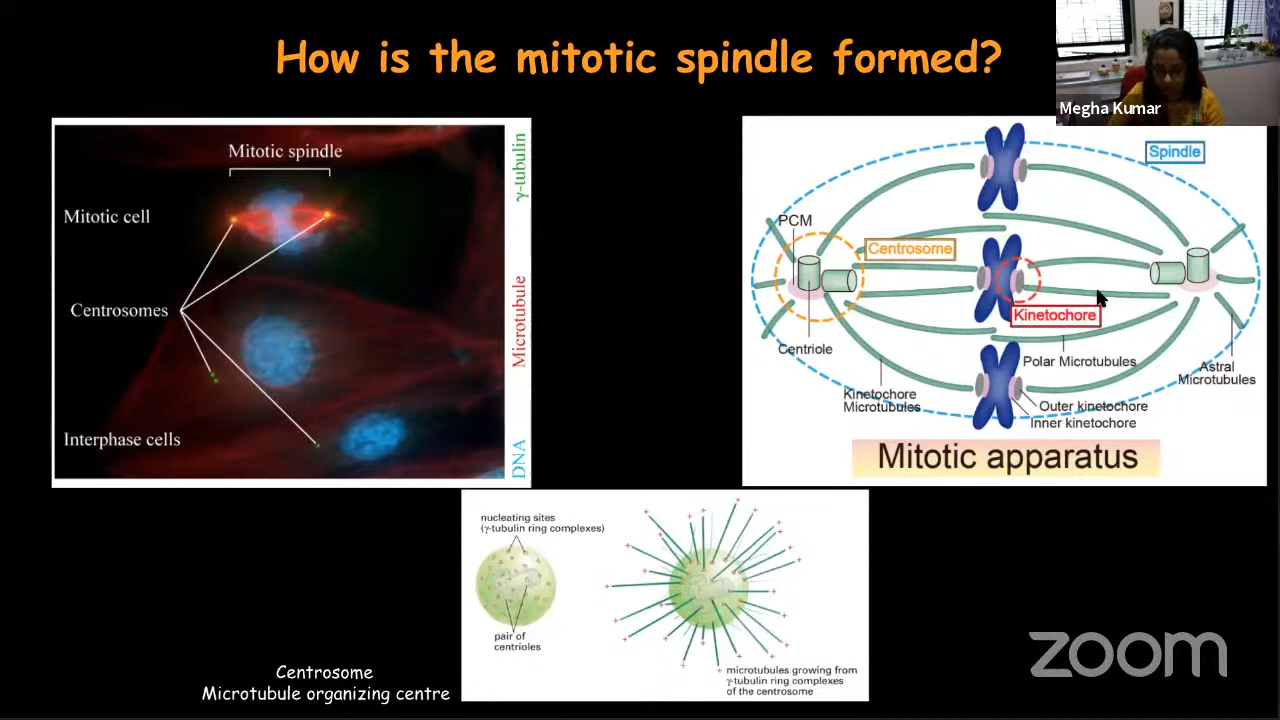 How is the mitotic spindle formed?
Megha Kumar
Mitotic spindle
Mitotic cell
Centrosomes
Interphase cells
γ-tubulin
Microtubule
DNA
Spindle
PCM
Centrosome
Kinetochore
Centriole
Polar Microtubules
Astral
Microtubules
Kinetochore
Microtubules
Outer kinetochore
Inner kinetochore
Mitotic apparatus
nucleating sites
(γ-tubulin ring complexes)
pair of
centrioles
microtubules growing from
γ-tubulin ring complexes
of the centrosome
Centrosome
Microtubule organizing centre
zoom